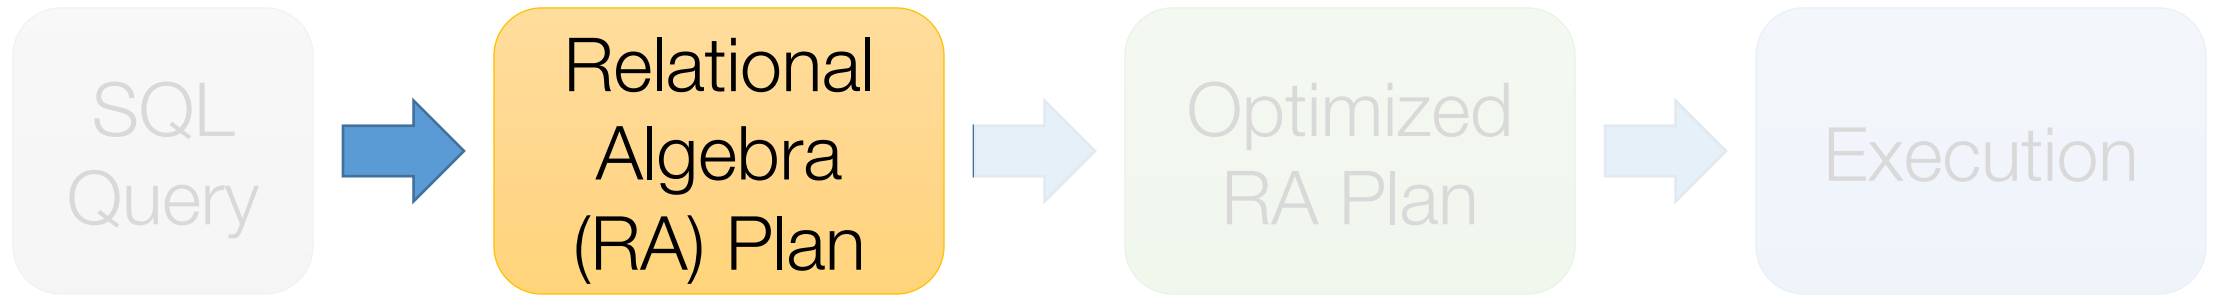 SQL
Query
Relational
Algebra
(RA) Plan
Optimized
RA Plan
Execution